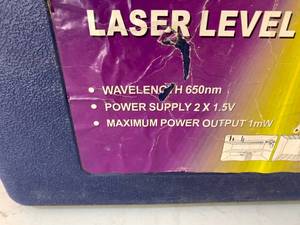 LASER LEVEL
• WAVELENGTH 650nm
• POWER SUPPLY 2 X 1.5V
• MAXIMUM POWER OUTPUT 1mW